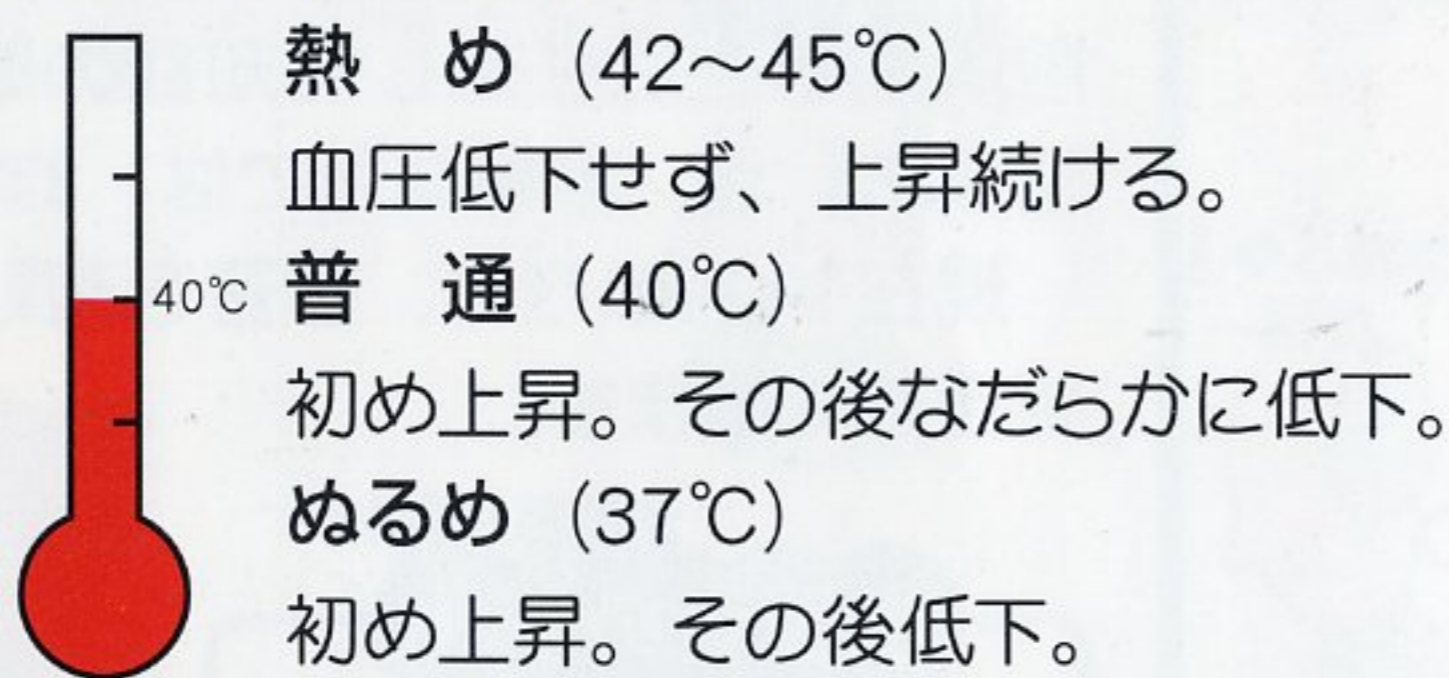 熱　め（42～45℃）
血圧低下せず、上昇続ける。
40℃
普　通（40℃）
初め上昇。その後なだらかに低下。
ぬるめ（37℃）
初め上昇。その後低下。